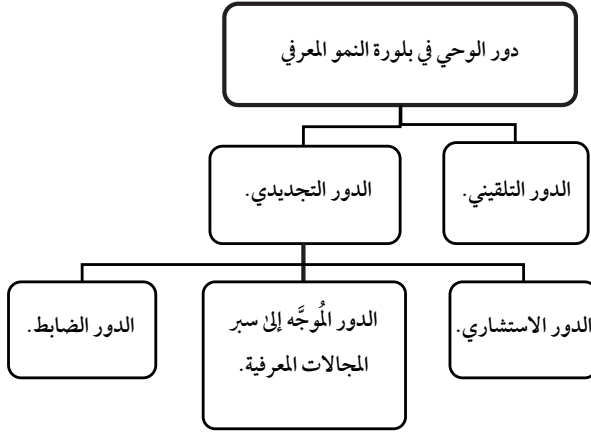 دور الوحي في بلورة النمو المعرفي
الدور التلقيني.
الدور التجديدي.
الدور الاستشاري.
الدور المُوجَّه إلىٰ سبر
المجالات المعرفية.
الدور الضابط.